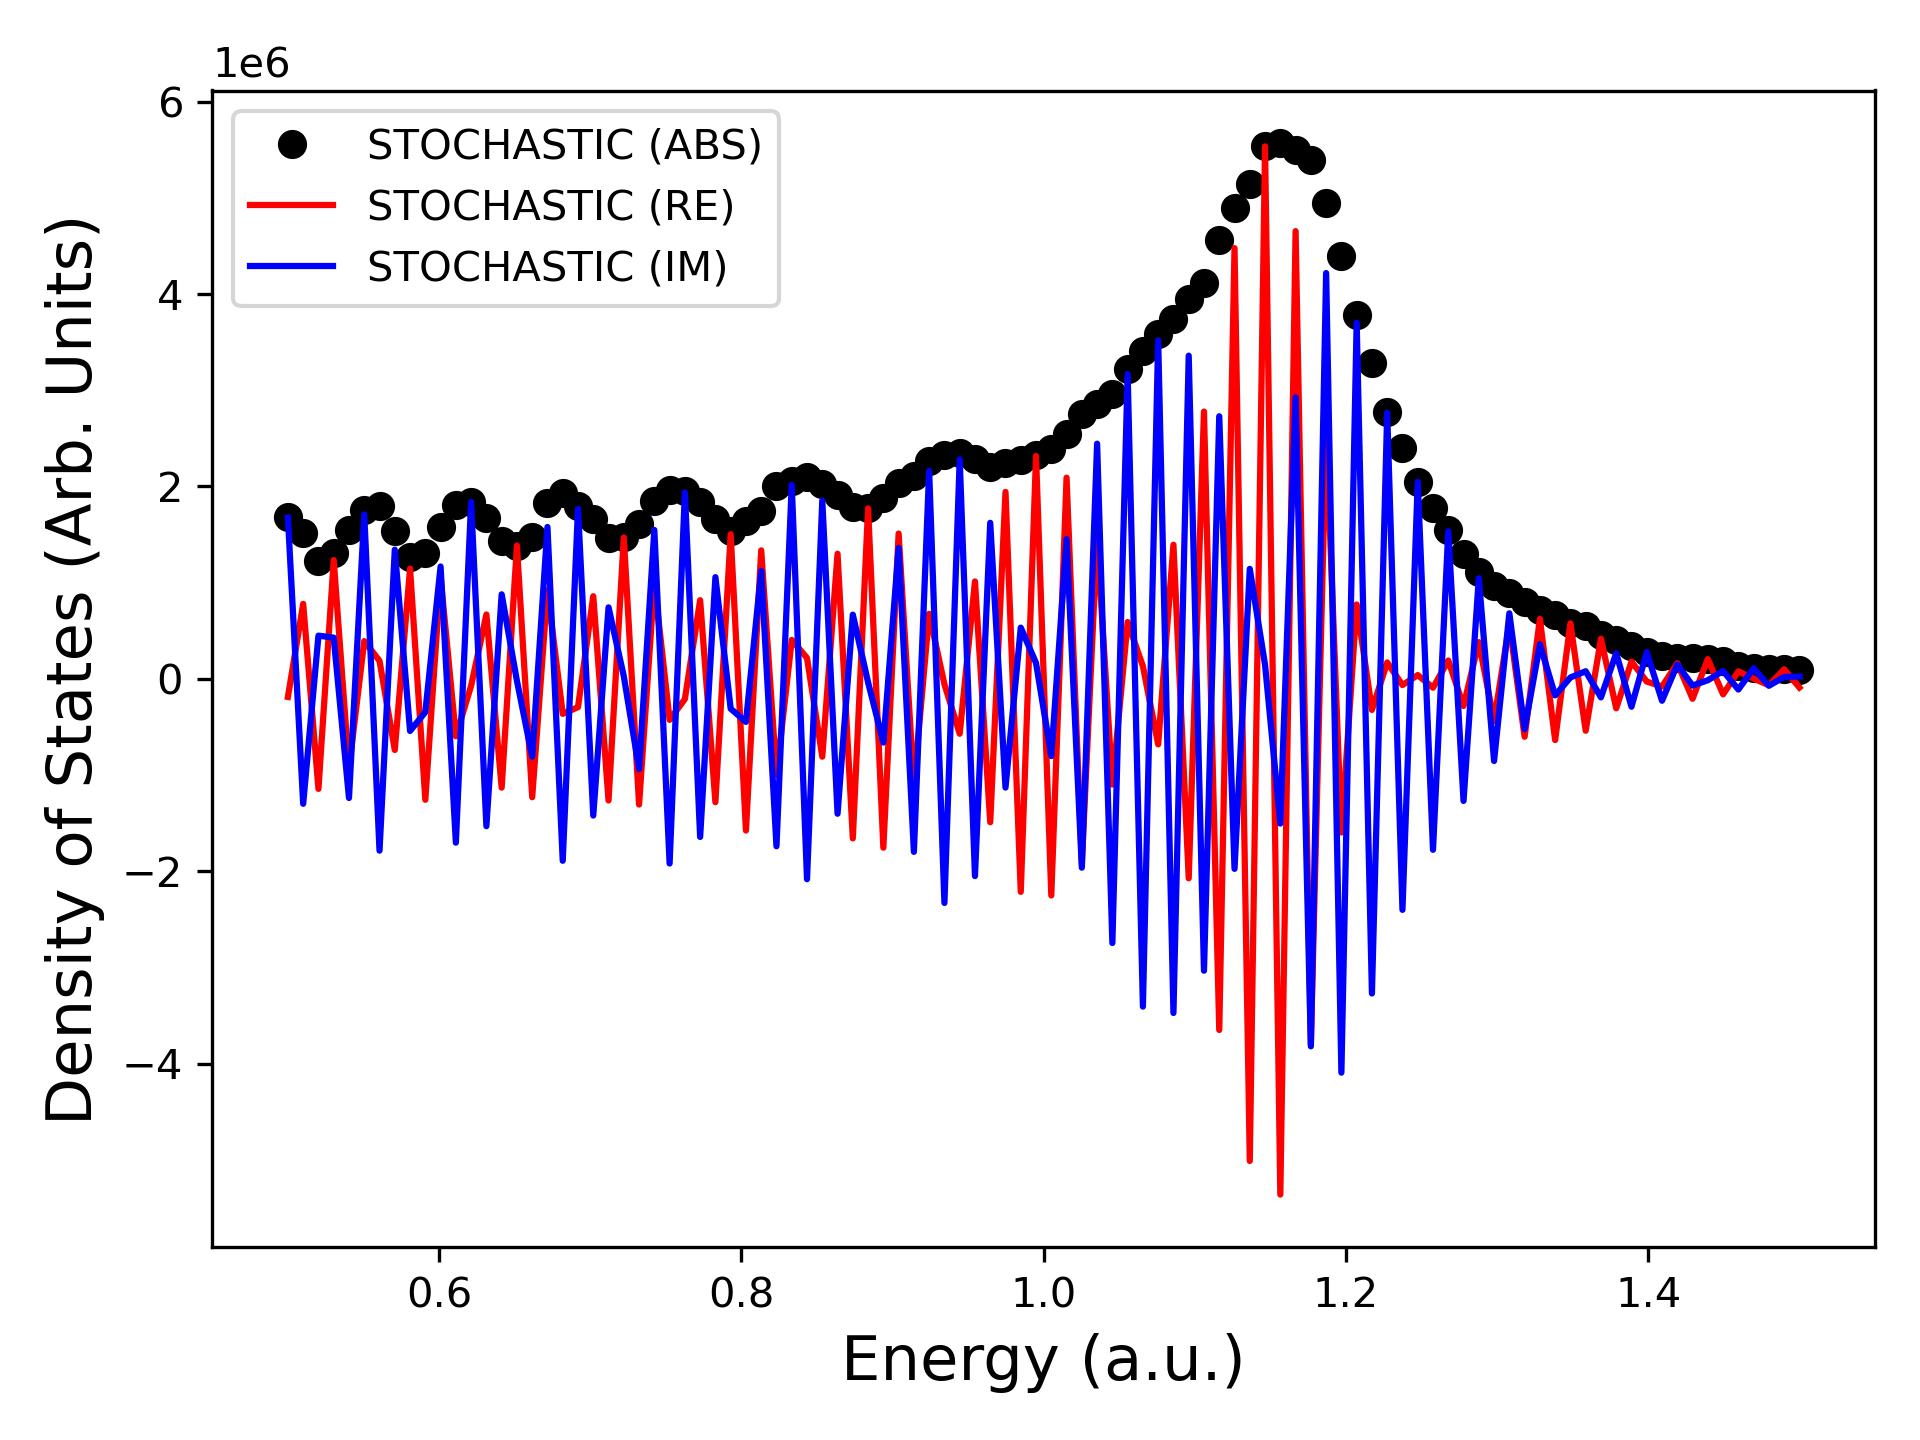 1e6
6
4
2
0
−2
−4
Density of States (Arb. Units)
STOCHASTIC (ABS)
STOCHASTIC (RE)
STOCHASTIC (IM)
0.6 0.8 1.0 1.2 1.4
Energy (a.u.)